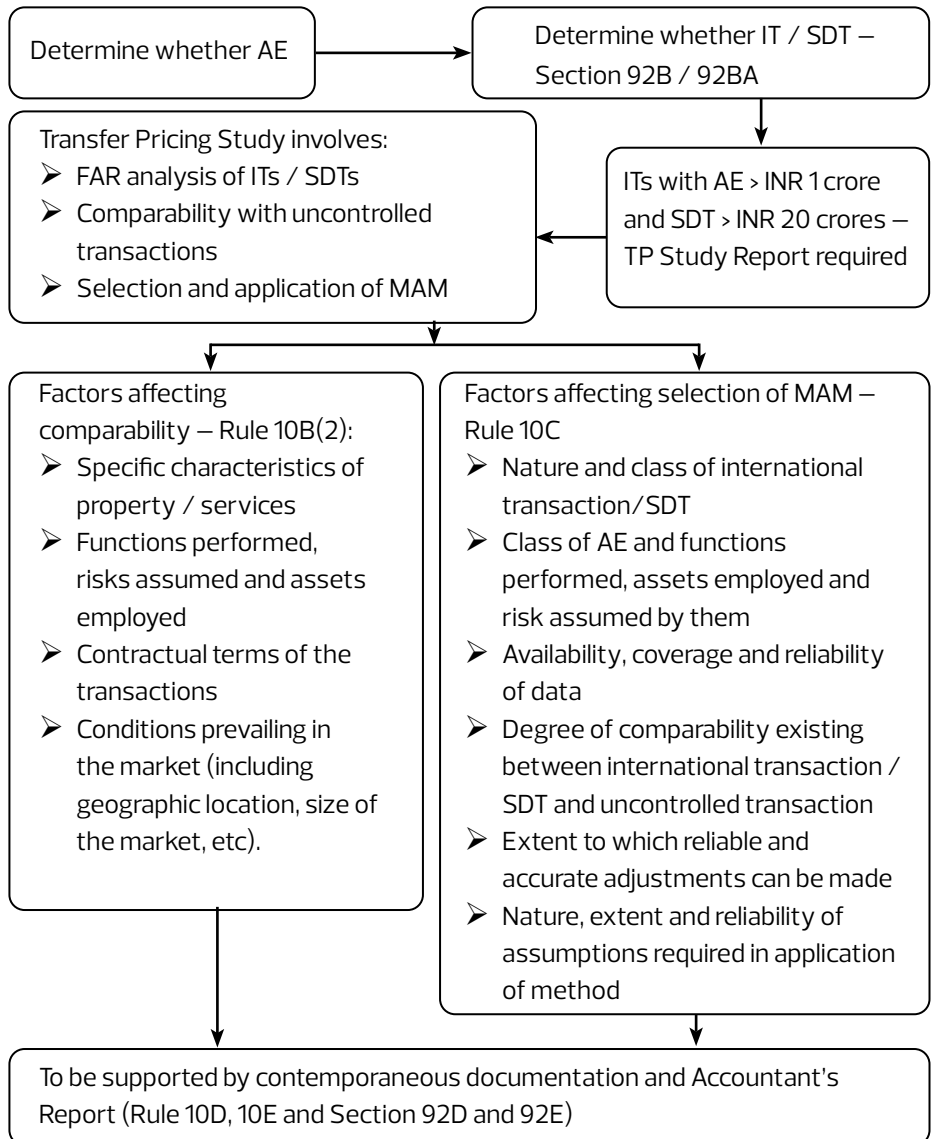 Determine whether AE
Determine whether IT / SDT –
Section 92B / 92BA
Transfer Pricing Study involves:
➢ FAR analysis of ITs / SDTs
➢ Comparability with uncontrolled
transactions
➢ Selection and application of MAM
ITs with AE > INR 1 crore
and SDT > INR 20 crores –
TP Study Report required
Factors affecting
comparability – Rule 10B(2):
➢ Specific characteristics of
property / services
➢ Functions performed,
risks assumed and assets
employed
➢ Contractual terms of the
transactions
➢ Conditions prevailing in
the market (including
geographic location, size of
the market, etc).
Factors affecting selection of MAM –
Rule 10C
➢ Nature and class of international
transaction/SDT
➢ Class of AE and functions
performed, assets employed and
risk assumed by them
➢ Availability, coverage and reliability
of data
➢ Degree of comparability existing
between international transaction /
SDT and uncontrolled transaction
➢ Extent to which reliable and
accurate adjustments can be made
➢ Nature, extent and reliability of
assumptions required in application
of method
To be supported by contemporaneous documentation and Accountant's
Report (Rule 10D, 10E and Section 92D and 92E)